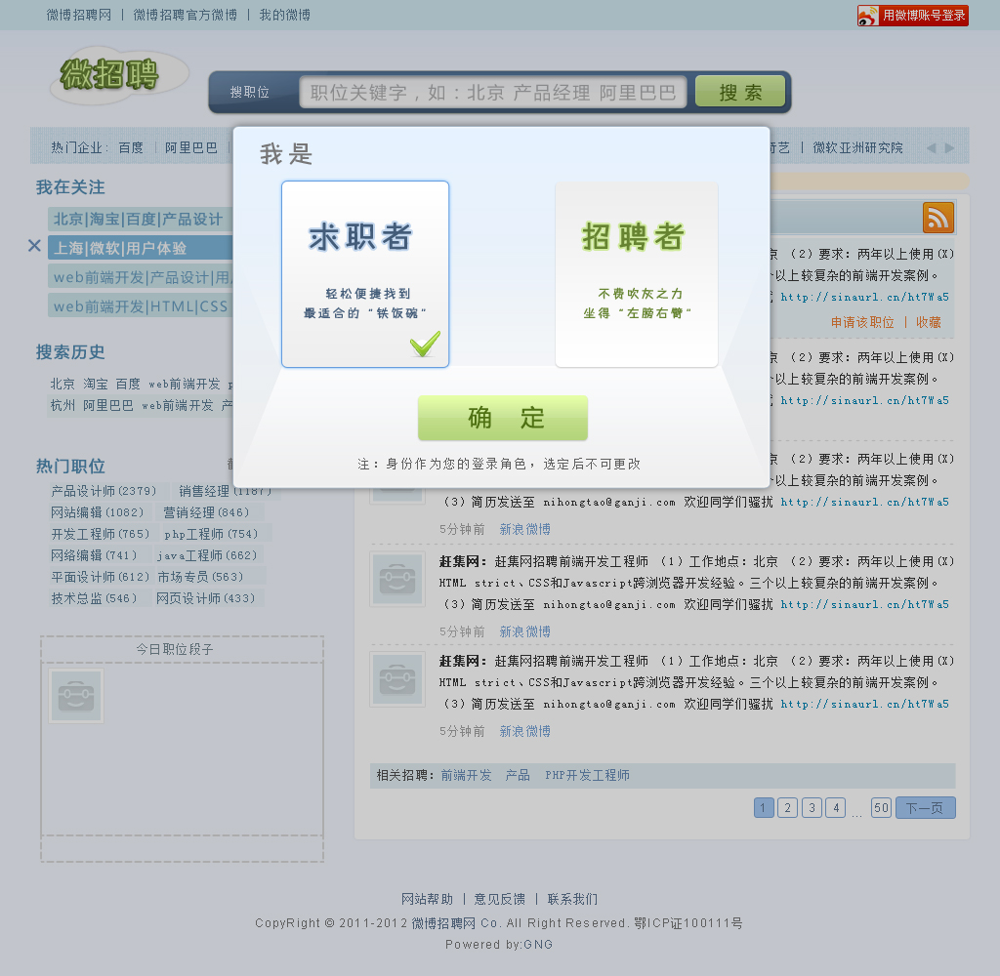 微博招聘网 | 微博招聘官方微博 | 我的微博
用微博账号登录
微招聘
搜职位
职位关键字，如：北京 产品经理 阿里巴巴
搜 索
热门企业： 百度 | 阿里巴巴 |
奇艺 | 微软亚洲研究院
我是
求职者
轻松便捷找到
最适合的“铁饭碗”
招聘者
不费吹灰之力
坐得“左膀右臂”
确 定
注：身份作为您的登录角色，选定后不可更改
我在关注
北京|淘宝|百度|产品设计
上海|微软|用户体验
web前端开发|产品设计|用
web前端开发|HTML|CSS
搜索历史
北京 淘宝 百度 web前端开发
杭州 阿里巴巴 web前端开发 产
热门职位
产品设计师(2379) 销售经理(1187)
网站编辑(1082) 营销经理(846)
开发工程师(765) php工程师(754)
网络编辑(741) java工程师(662)
平面设计师(612) 市场专员(563)
技术总监(546) 网页设计师(433)
今日职位段子
京 （2）要求：两年以上使用(X)
个以上较复杂的前端开发案例。
扰 http://sinaurl.cn/ht7Wa5
申请该职位 | 收藏
京 （2）要求：两年以上使用(X)
个以上较复杂的前端开发案例。
扰 http://sinaurl.cn/ht7Wa5
京 （2）要求：两年以上使用(X)
个以上较复杂的前端开发案例。
（3）简历发送至 nihongtao@ganji.com 欢迎同学们骚扰 http://sinaurl.cn/ht7Wa5
5分钟前 新浪微博
赶集网：赶集网招聘前端开发工程师 （1）工作地点：北京 （2）要求：两年以上使用(X)
HTML strict、CSS和Javascript跨浏览器开发经验。三个以上较复杂的前端开发案例。
（3）简历发送至 nihongtao@ganji.com 欢迎同学们骚扰 http://sinaurl.cn/ht7Wa5
5分钟前 新浪微博
赶集网：赶集网招聘前端开发工程师 （1）工作地点：北京 （2）要求：两年以上使用(X)
HTML strict、CSS和Javascript跨浏览器开发经验。三个以上较复杂的前端开发案例。
（3）简历发送至 nihongtao@ganji.com 欢迎同学们骚扰 http://sinaurl.cn/ht7Wa5
5分钟前 新浪微博
相关招聘：前端开发 产品 PHP开发工程师
1 2 3 4 ... 50 下一页
网站帮助 | 意见反馈 | 联系我们
CopyRight © 2011-2012 微博招聘网 Co. All Right Reserved. 鄂ICP证100111号
Powered by:GNG